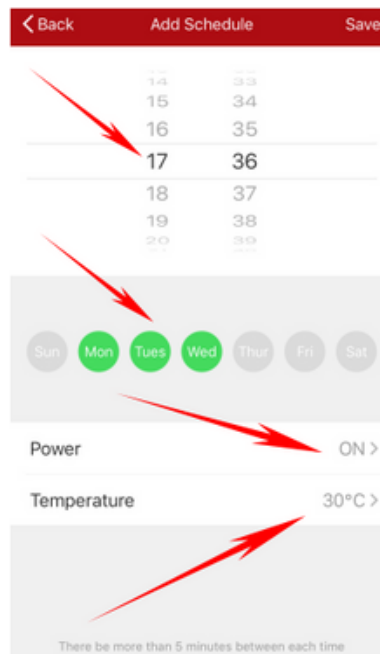 Back Add Schedule Save
14 33
15 34
16 35
17 36
18 37
19 38
20 39
Sun Mon Tues Wed Thur Fri Sat
Power ON >
Temperature 30°C >
There be more than 5 minutes between each time